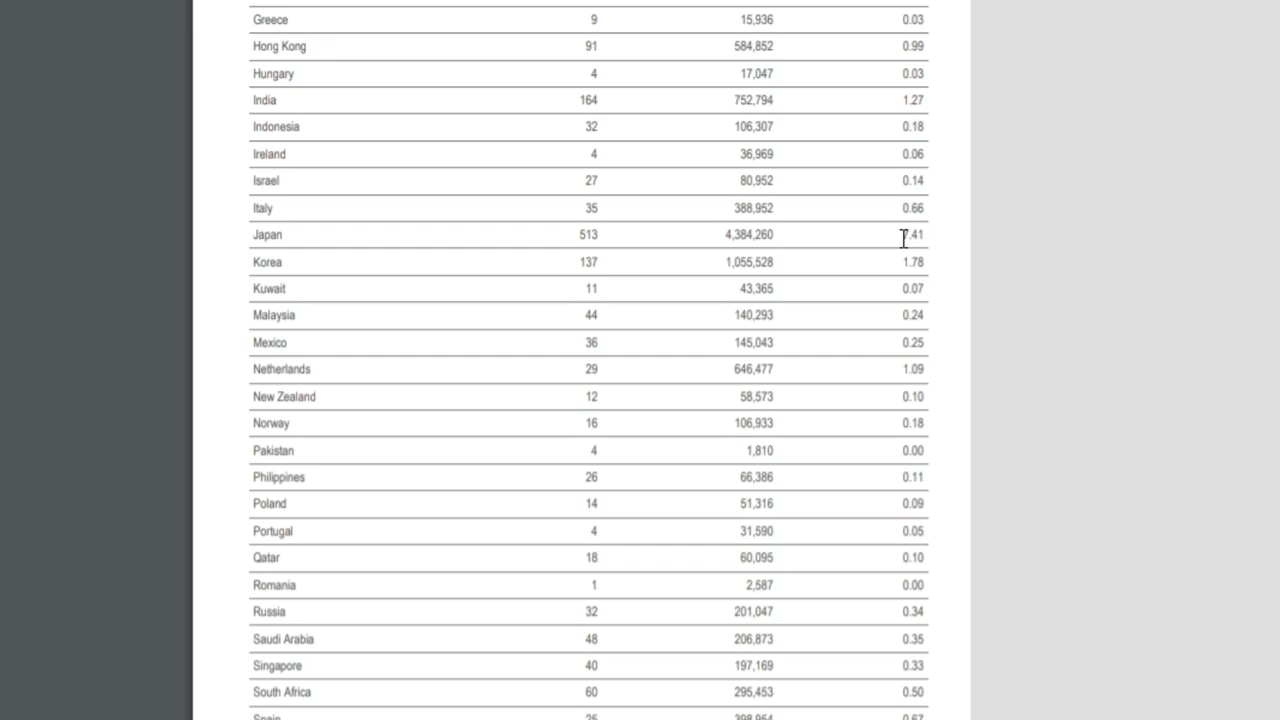 Greece 9 15,936 0.03
Hong Kong 91 584,852 0.99
Hungary 4 17,047 0.03
India 164 752,794 1.27
Indonesia 32 106,307 0.18
Ireland 4 36,969 0.06
Israel 27 80,952 0.14
Italy 35 388,952 0.66
Japan 513 4,384,260 7.41
Korea 137 1,055,528 1.78
Kuwait 11 43,365 0.07
Malaysia 44 140,293 0.24
Mexico 36 145,043 0.25
Netherlands 29 646,477 1.09
New Zealand 12 58,573 0.10
Norway 16 106,933 0.18
Pakistan 4 1,810 0.00
Philippines 26 66,386 0.11
Poland 14 51,316 0.09
Portugal 4 31,590 0.05
Qatar 18 60,095 0.10
Romania 1 2,587 0.00
Russia 32 201,047 0.34
Saudi Arabia 48 206,873 0.35
Singapore 40 197,169 0.33
South Africa 60 295,453 0.50
Spain 25 398,954 0.67